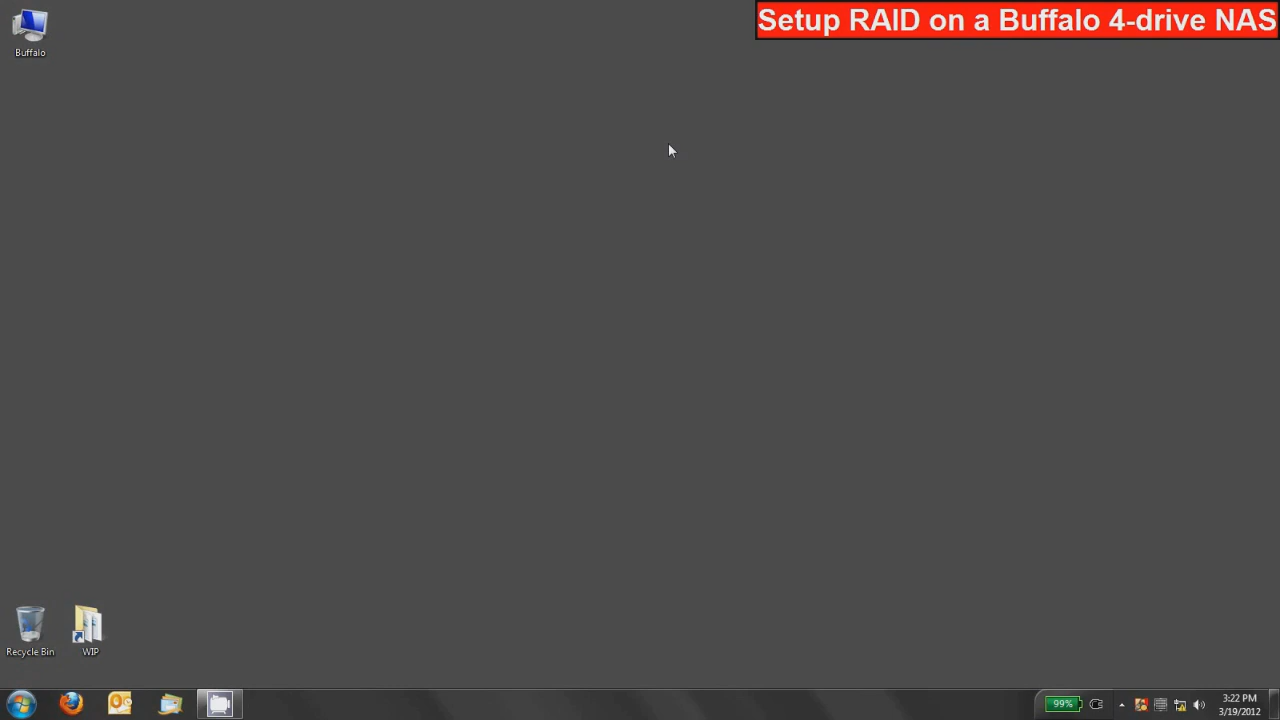 Setup RAID on a Buffalo 4-drive NAS
Buffalo
Recycle Bin
WIP
99%
3:22 PM
3/19/2012